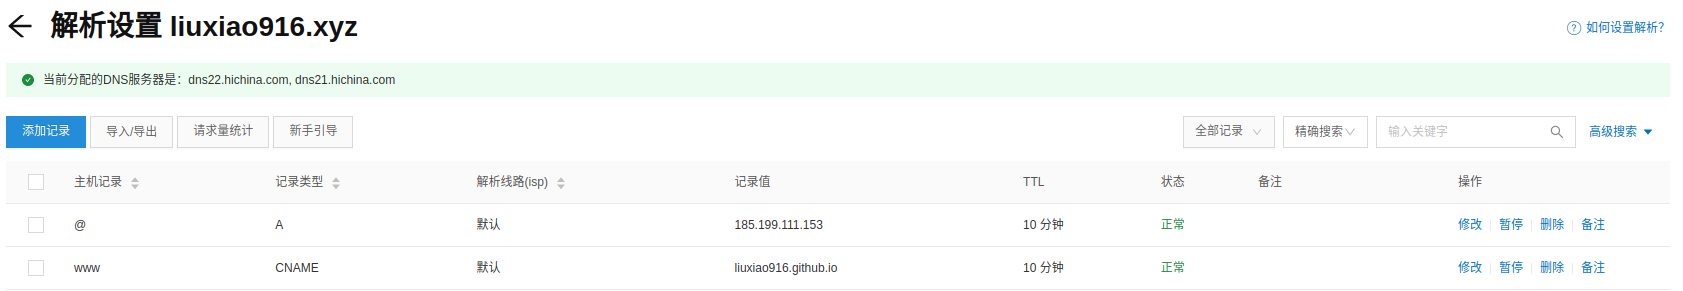 解析设置 liuxiao916.xyz
如何设置解析?
当前分配的DNS服务器是：dns22.hichina.com, dns21.hichina.com
添加记录 导入/导出 请求量统计 新手引导 全部记录 精确搜索 输入关键字 高级搜索
主机记录 记录类型 解析线路(isp) 记录值 TTL 状态 备注 操作
@ A 默认 185.199.111.153 10 分钟 正常 修改 暂停 删除 备注
www CNAME 默认 liuxiao916.github.io 10 分钟 正常 修改 暂停 删除 备注